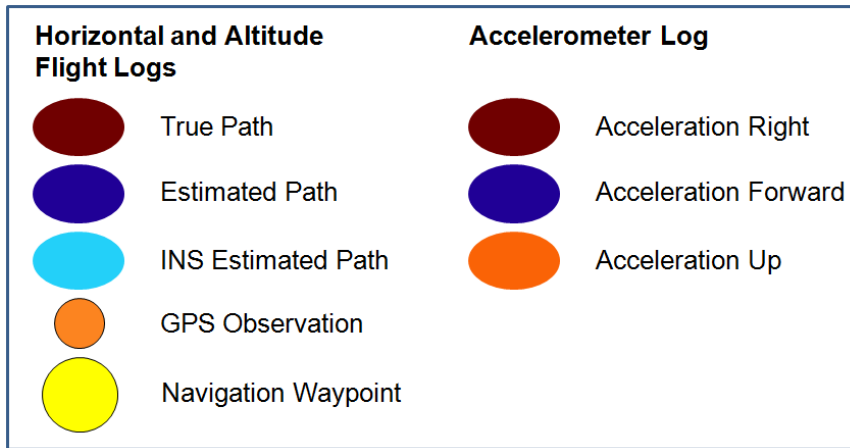 Horizontal and Altitude
Flight Logs
True Path
Estimated Path
INS Estimated Path
GPS Observation
Navigation Waypoint
Accelerometer Log
Acceleration Right
Acceleration Forward
Acceleration Up